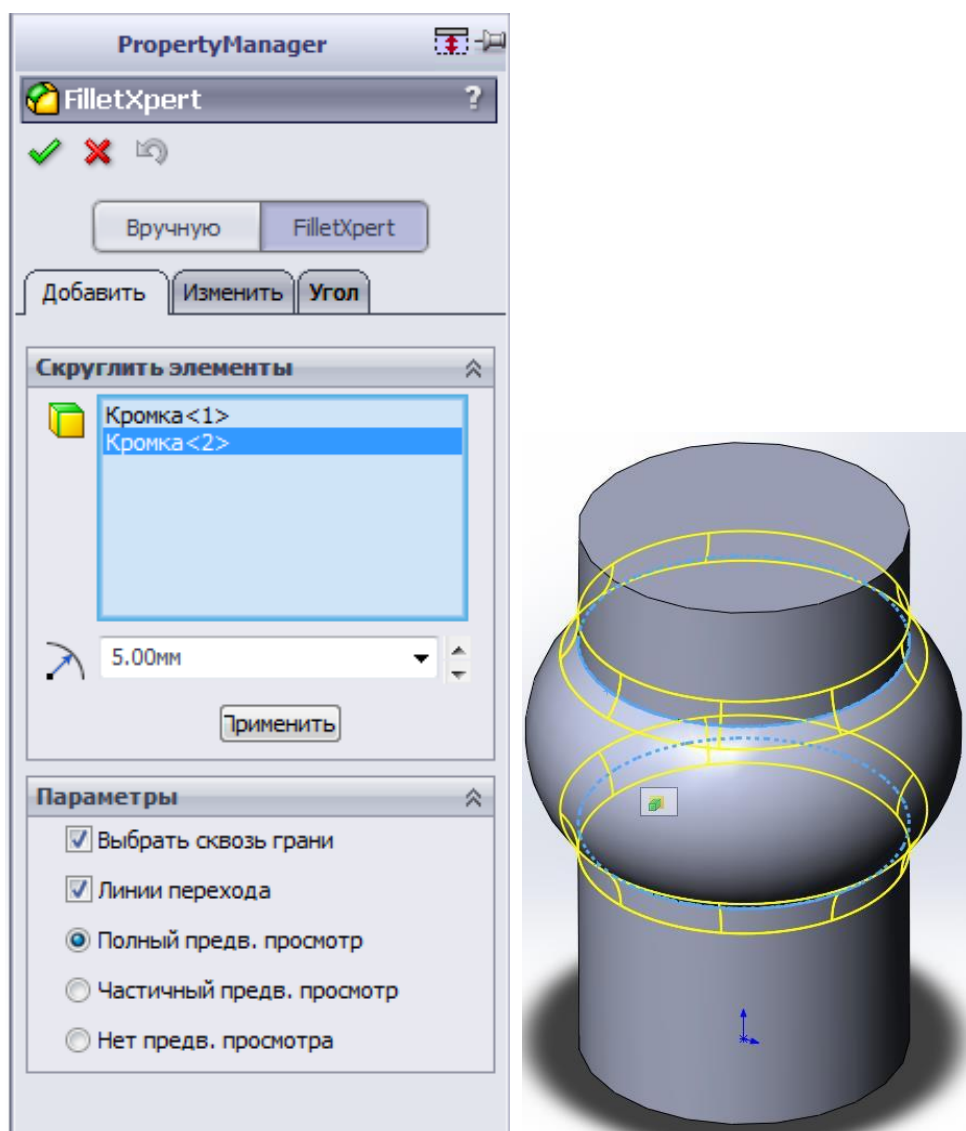 PropertyManager
FilletXpert ?
Вручную FilletXpert
Добавить Изменить Угол
Скруглить элементы
Кромка<1>
Кромка<2>
5.00мм
Применить
Параметры
Выбрать сквозь грани
Линии перехода
Полный предв. просмотр
Частичный предв. просмотр
Нет предв. просмотра